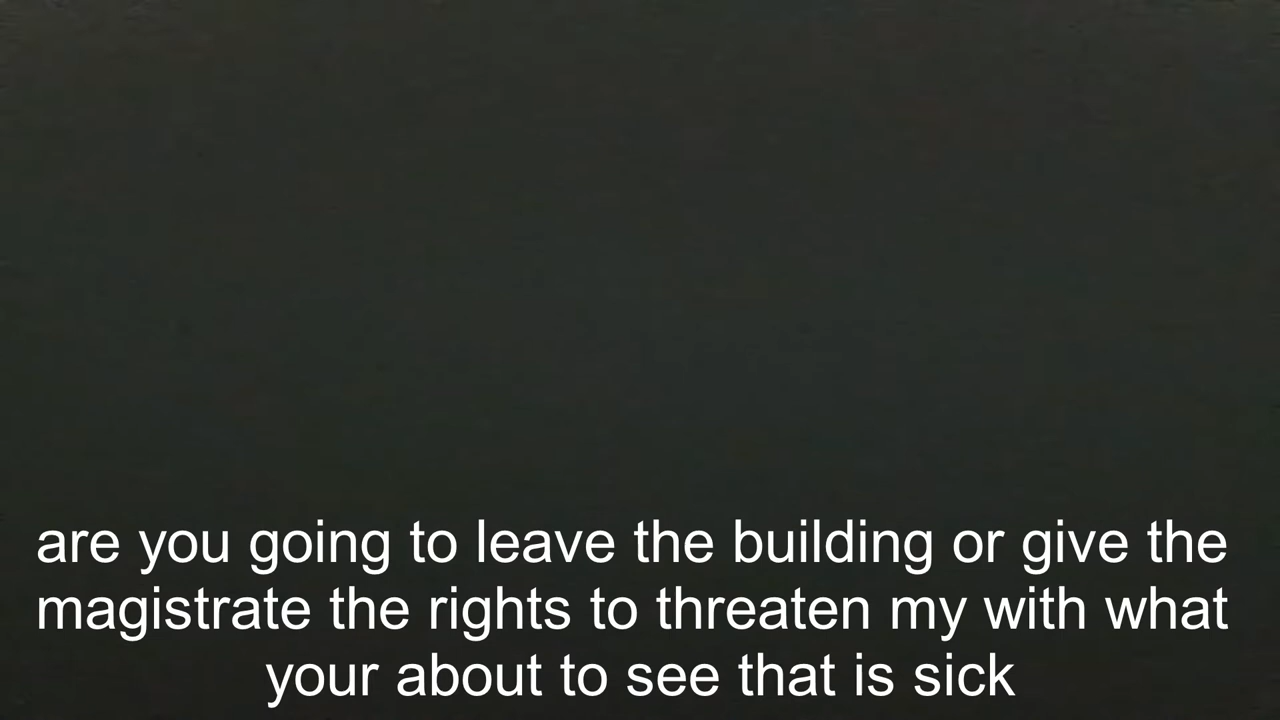 are you going to leave the building or give the
magistrate the rights to threaten my with what
your about to see that is sick